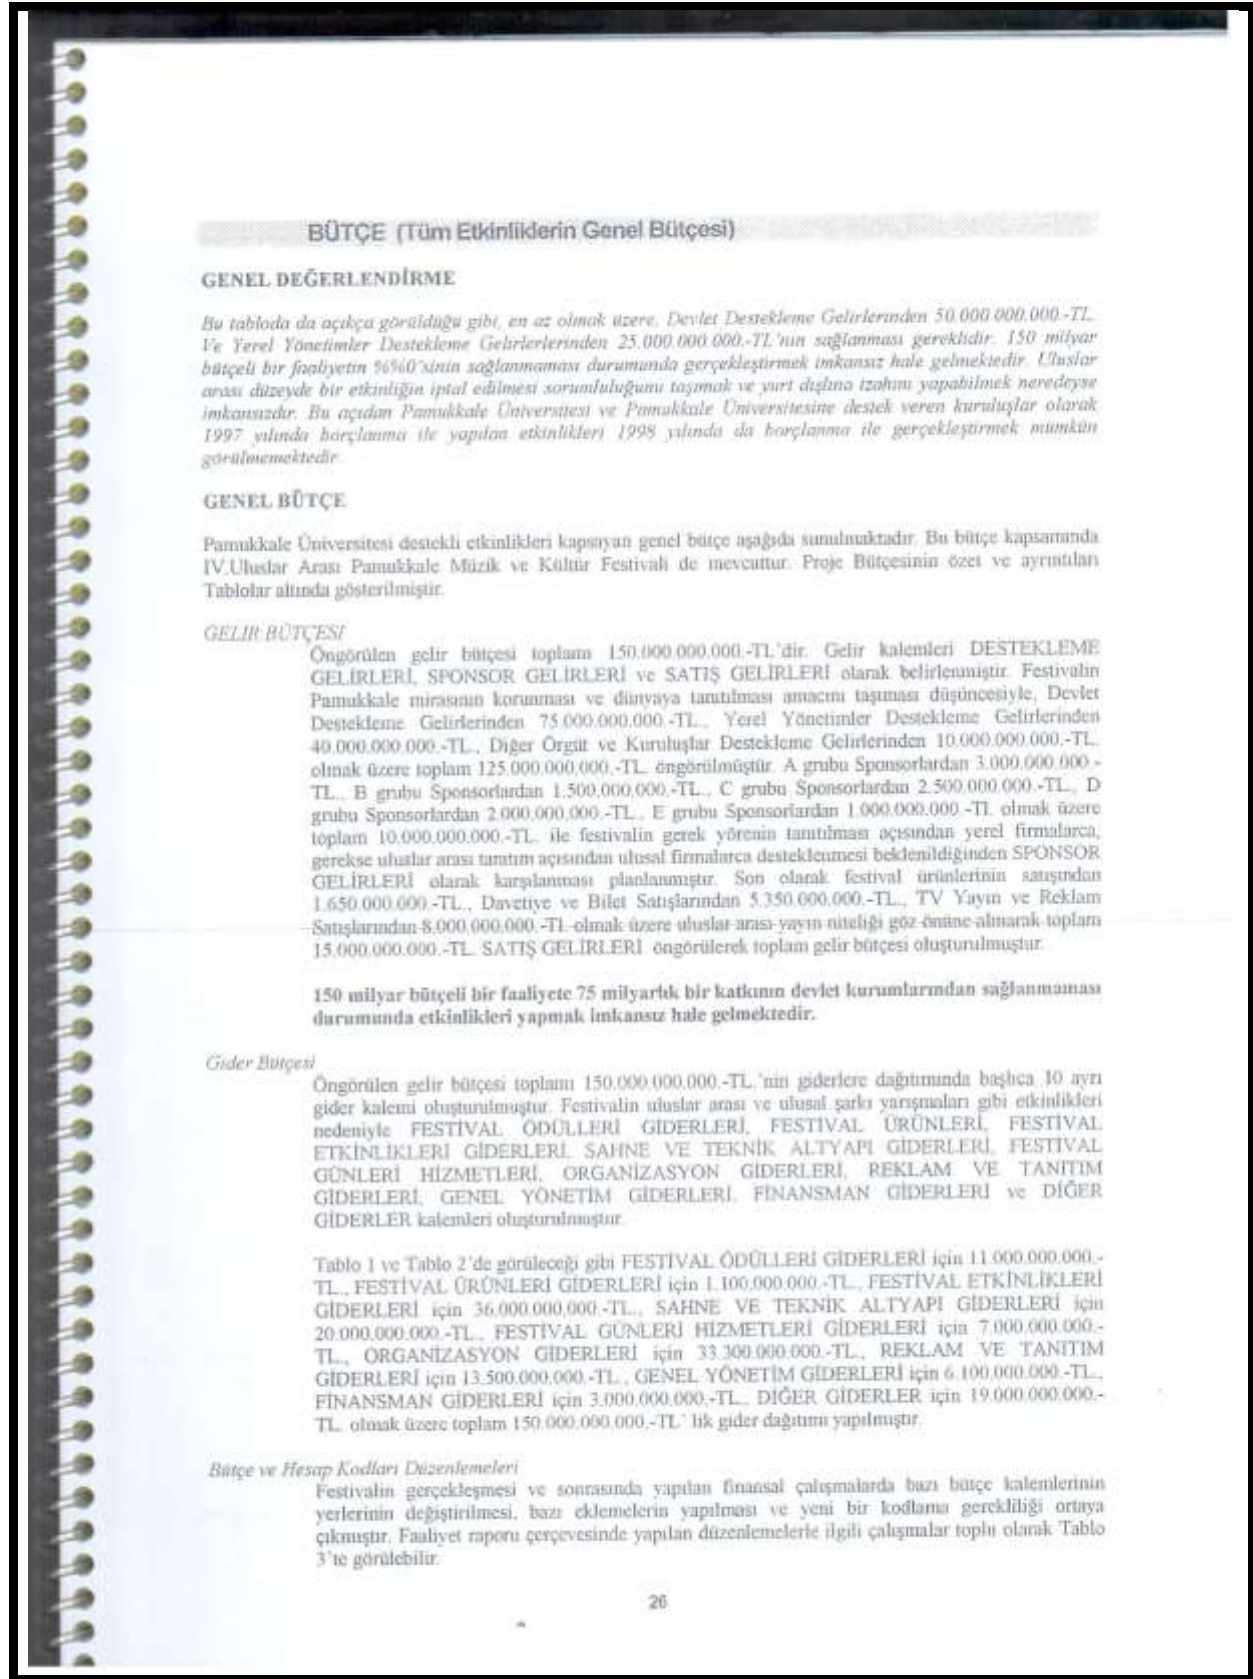 BÜTÇE (Tüm Etkinliklerin Genel Bütçesi)
GENEL DEĞERLENDİRME
Bu tabloda da açıkça görüldüğü gibi, en az olmak üzere, Devlet Destekleme Gelirlerinden 50.000.000.000.-TL.
Ve Yerel Yönetimler Destekleme Gelirlerlerinden 25.000.000.000.-TL'nın sağlanması gereklidir. 150 milyar
bütçeli bir faaliyetin %%60'sinin sağlanmaması durumunda gerçekleştirmek imkansız hale gelmektedir. Uluslar
arası düzeyde bir etkinliğin iptal edilmesi sorumluluğunu taşımak ve yurt dışına izahını yapabilmek neredeyse
imkansızdır. Bu açıdan Pamukkale Üniversitesi ve Pamukkale Üniversitesine destek veren kuruluşlar olarak
1997 yılında borçlanma ile yapılan etkinlikleri 1998 yılında da borçlanma ile gerçekleştirmek mümkün
görülmemektedir.
GENEL BÜTÇE
Pamukkale Üniversitesi destekli etkinlikleri kapsayan genel bütçe aşağıda sunulmaktadır. Bu bütçe kapsamında
IV.Uluslar Arası Pamukkale Müzik ve Kültür Festivali de mevcuttur. Proje Bütçesinin özet ve ayrıntıları
Tablolar altında gösterilmiştir.
GELİR BÜTÇESİ
Öngörülen gelir bütçesi toplamı 150.000.000.000.-TL'dir. Gelir kalemleri DESTEKLEME
GELİRLERİ, SPONSOR GELİRLERİ ve SATIŞ GELİRLERİ olarak belirlenmiştir. Festivalin
Pamukkale mirasının korunması ve dünyaya tanıtılması amacını taşıması düşüncesiyle, Devlet
Destekleme Gelirlerinden 75.000.000.000.-TL., Yerel Yönetimler Destekleme Gelirlerinden
40.000.000.000.-TL., Diğer Örgüt ve Kuruluşlar Destekleme Gelirlerinden 10.000.000.000.-TL.
olmak üzere toplam 125.000.000.000.-TL. öngörülmüştür. A grubu Sponsorlardan 3.000.000.000.-
TL., B grubu Sponsorlardan 1.500.000.000.-TL., C grubu Sponsorlardan 2.500.000.000.-TL., D
grubu Sponsorlardan 2.000.000.000.-TL., E grubu Sponsorlardan 1.000.000.000.-TL olmak üzere
toplam 10.000.000.000.-TL. ile festivalin gerek yörenin tanıtılması açısından yerel firmalarca,
gerekse uluslar arası tanıtım açısından ulusal firmalarca desteklenmesi beklenildiğinden SPONSOR
GELİRLERİ olarak karşılanması planlanmıştır. Son olarak festival ürünlerinin satışından
1.650.000.000.-TL., Davetiye ve Bilet Satışlarından 5.350.000.000.-TL., TV Yayın ve Reklam
Satışlarından 8.000.000.000.-TL olmak üzere uluslar arası yayın niteliği göz önüne alınarak toplam
15.000.000.000.-TL. SATIŞ GELİRLERİ öngörülerek toplam gelir bütçesi oluşturulmuştur.
150 milyar bütçeli bir faaliyete 75 milyarlık bir katkının devlet kurumlarından sağlanmaması
durumunda etkinlikleri yapmak imkansız hale gelmektedir.
Gider Bütçesi
Öngörülen gelir bütçesi toplamı 150.000.000.000.-TL.'nin giderlere dağıtımında başlıca 10 ayrı
gider kalemi oluşturulmuştur. Festivalin uluslar arası ve ulusal şarkı yarışmaları gibi etkinlikleri
nedeniyle FESTİVAL ÖDÜLLERİ GİDERLERİ, FESTİVAL ÜRÜNLERİ, FESTİVAL
ETKİNLİKLERİ GİDERLERİ, SAHNE VE TEKNİK ALTYAPI GİDERLERİ, FESTİVAL
GÜNLERİ HİZMETLERİ, ORGANİZASYON GİDERLERİ, REKLAM VE TANITIM
GİDERLERİ, GENEL YÖNETİM GİDERLERİ, FİNANSMAN GİDERLERİ ve DİĞER
GİDERLER kalemleri oluşturulmuştur.
Tablo 1 ve Tablo 2'de görüleceği gibi FESTİVAL ÖDÜLLERİ GİDERLERİ için 11.000.000.000.-
TL., FESTİVAL ÜRÜNLERİ GİDERLERİ için 1.100.000.000.-TL., FESTİVAL ETKİNLİKLERİ
GİDERLERİ için 36.000.000.000.-TL., SAHNE VE TEKNİK ALTYAPI GİDERLERİ için
20.000.000.000.-TL., FESTİVAL GÜNLERİ HİZMETLERİ GİDERLERİ için 7.000.000.000.-
TL., ORGANİZASYON GİDERLERİ için 33.300.000.000.-TL., REKLAM VE TANITIM
GİDERLERİ için 13.500.000.000.-TL., GENEL YÖNETİM GİDERLERİ için 6.100.000.000.-TL.,
FİNANSMAN GİDERLERİ için 3.000.000.000.-TL., DİĞER GİDERLER için 19.000.000.000.-
TL. olmak üzere toplam 150.000.000.000.-TL' lik gider dağıtımı yapılmıştır.
Bütçe ve Hesap Kodları Düzenlemeleri
Festivalin gerçekleşmesi ve sonrasında yapılan finansal çalışmalarda bazı bütçe kalemlerinin
yerlerinin değiştirilmesi, bazı eklemelerin yapılması ve yeni bir kodlama gerekliliği ortaya
çıkmıştır. Faaliyet raporu çerçevesinde yapılan düzenlemelerle ilgili çalışmalar toplu olarak Tablo
3'te görülebilir.
26